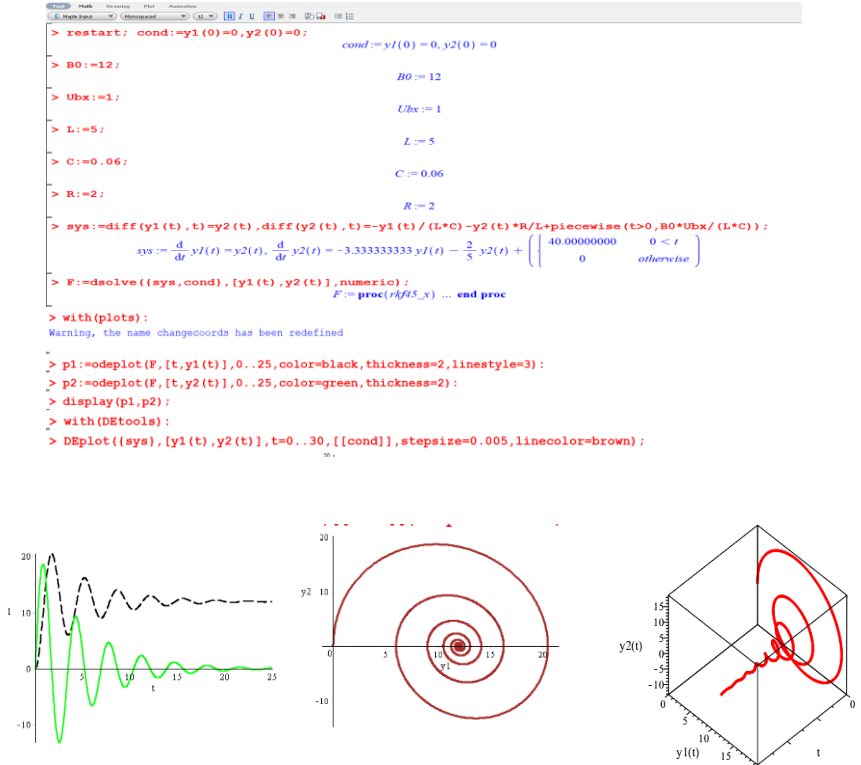 Text Math Drawing Plot Animation
C Maple Input Monospaced 12 B I U
> restart; cond:=y1(0)=0,y2(0)=0;
cond := y1(0) = 0, y2(0) = 0
> B0:=12;
B0 := 12
> Ubx:=1;
Ubx := 1
> L:=5;
L := 5
> C:=0.06;
C := 0.06
> R:=2;
R := 2
> sys:=diff(y1(t),t)=y2(t),diff(y2(t),t)=-y1(t)/(L*C)-y2(t)*R/L+piecewise(t>0,B0*Ubx/(L*C));
sys := d/dt y1(t) = y2(t), d/dt y2(t) = -3.333333333 y1(t) - 2/5 y2(t) + ( { 40.00000000 0 < t
0 otherwise )
> F:=dsolve({sys,cond},[y1(t),y2(t)],numeric);
F := proc(rkf45_x) ... end proc
> with(plots):
Warning, the name changecoords has been redefined
> p1:=odeplot(F,[t,y1(t)],0..25,color=black,thickness=2,linestyle=3):
> p2:=odeplot(F,[t,y2(t)],0..25,color=green,thickness=2):
> display(p1,p2);
> with(DEtools):
> DEplot({sys},[y1(t),y2(t)],t=0..30,[[cond]],stepsize=0.005,linecolor=brown);
20
10
0
-10
5
10
15
20
25
t
20
y2 10
0
5
10
15
20
y1
-10
15
10
5
0
-5
-10
y2(t)
0
5
10
15
y1(t)
t
0